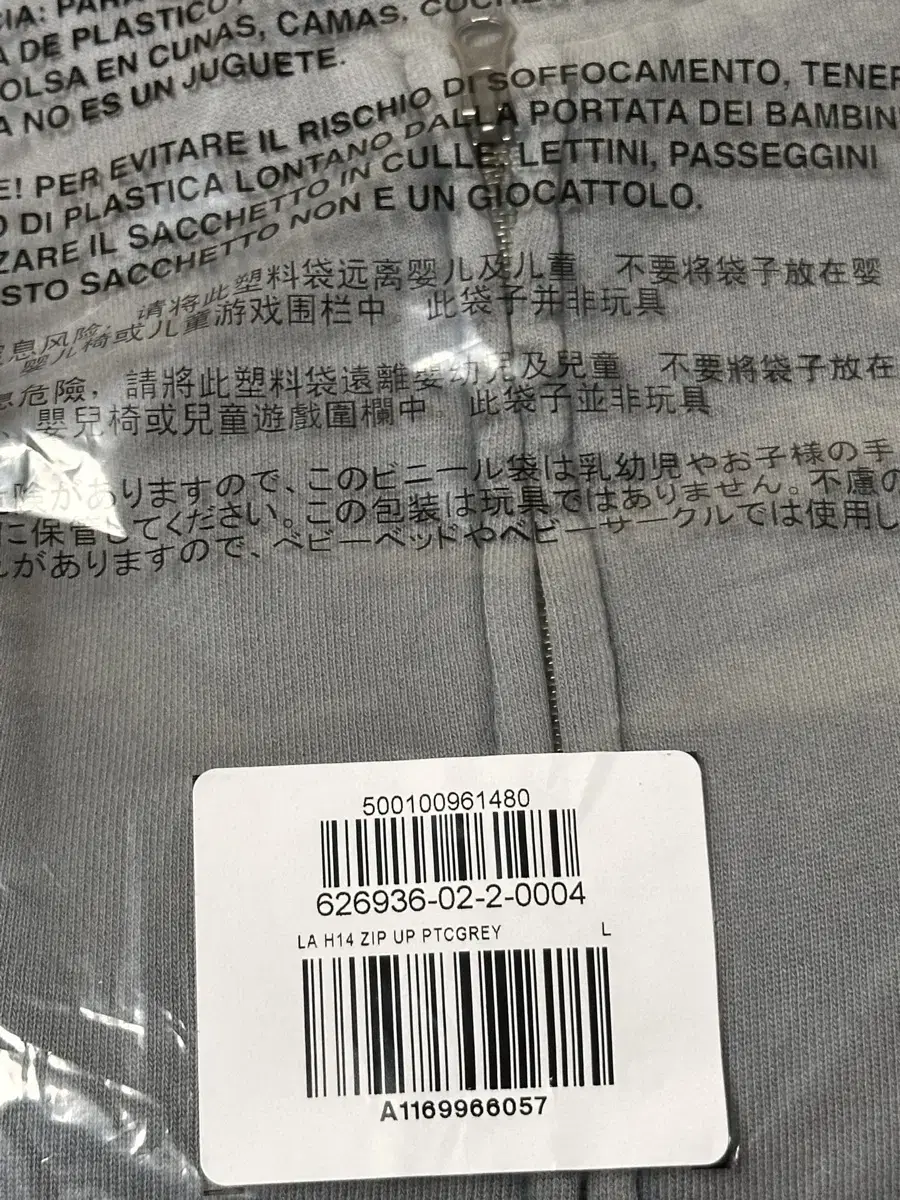 CIA: PARA
A DE PLASTICO
OLSA EN CUNAS, CAMAS, COCHE
A NO ES UN JUGUETE.
E! PER EVITARE IL RISCHIO DI SOFFOCAMENTO, TENER
O DI PLASTICA LONTANO DALLA PORTATA DEI BAMBIN
ZARE IL SACCHETTO IN CULLE, LETTINI, PASSEGGINI
STO SACCHETTO NON E UN GIOCATTOLO.
息风险, 请将此塑料袋远离婴儿及儿童 不要将袋子放在婴
婴儿椅或儿童游戏围栏中 此袋子并非玩具
息危險, 請將此塑料袋遠離嬰幼兒及兒童 不要將袋子放在
、嬰兒椅或兒童遊戲圍欄中。此袋子並非玩具
険がありますので、このビニール袋は乳幼児やお子様の手
に保管してください。この包装は玩具ではありません。不慮の
れがありますので、ベビーベッドやベビーサークルでは使用し
500100961480
626936-02-2-0004
LA H14 ZIP UP PTCGREY L
A1169966057